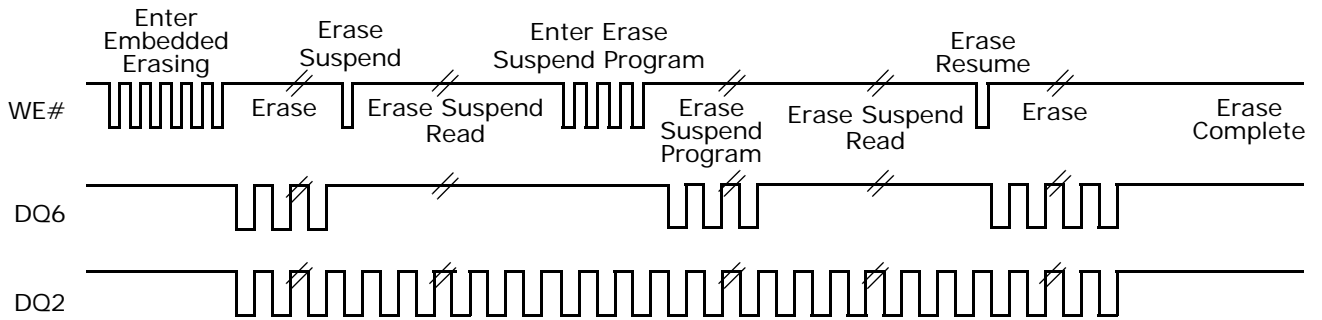 Enter
Embedded
Erasing
Erase
Suspend
Enter Erase
Suspend Program
Erase
Resume
WE#
Erase
Erase Suspend
Read
Erase
Suspend
Program
Erase Suspend
Read
Erase
Erase
Complete
DQ6
DQ2